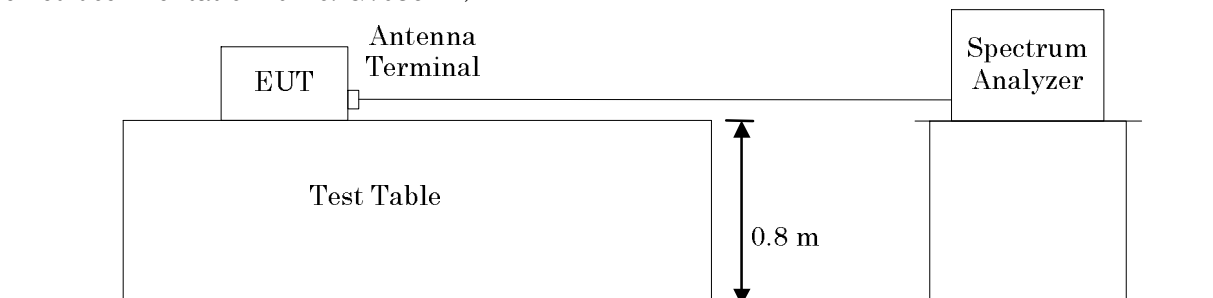 Antenna
Terminal
EUT
Spectrum
Analyzer
Test Table
0.8 m